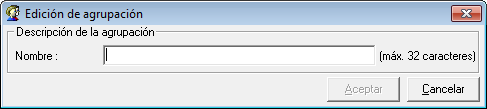 Edición de agrupación
Descripción de la agrupación
Nombre : (máx. 32 caracteres)
Aceptar Cancelar